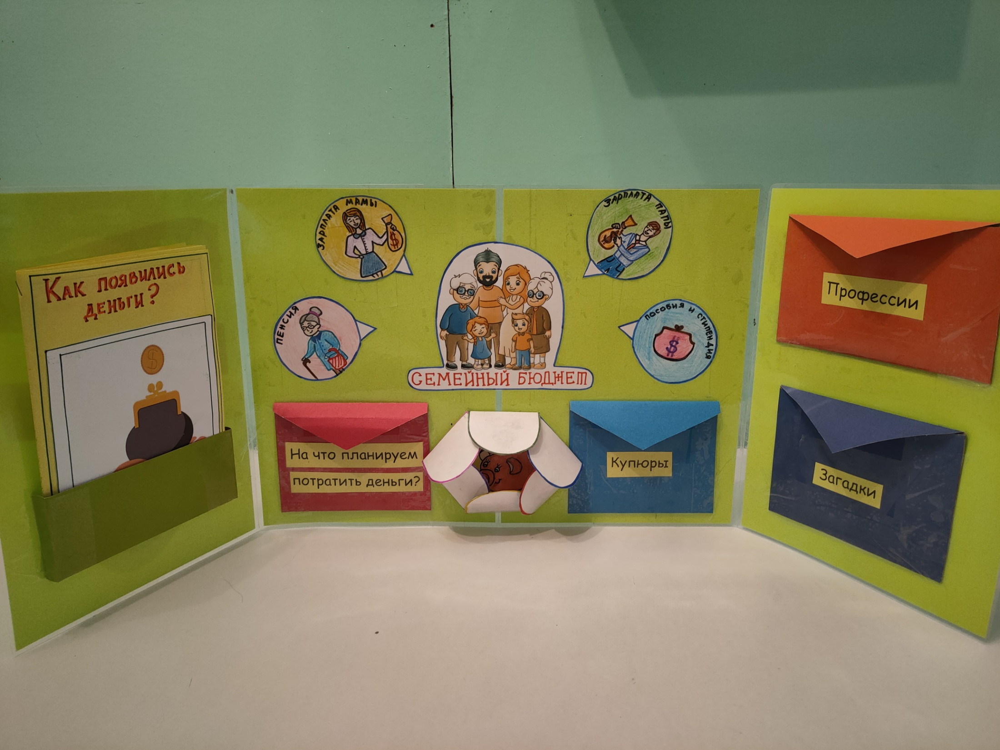 Как появились
деньги?
$
ЗАРПЛАТА МАМЫ
$
ПЕНСИЯ
СЕМЕЙНЫЙ БЮДЖЕТ
ЗАРПЛАТА ПАПЫ
$
ПОСОБИЯ И СТИПЕНДИЯ
$
На что планируем
потратить деньги?
Купюры
Профессии
Загадки